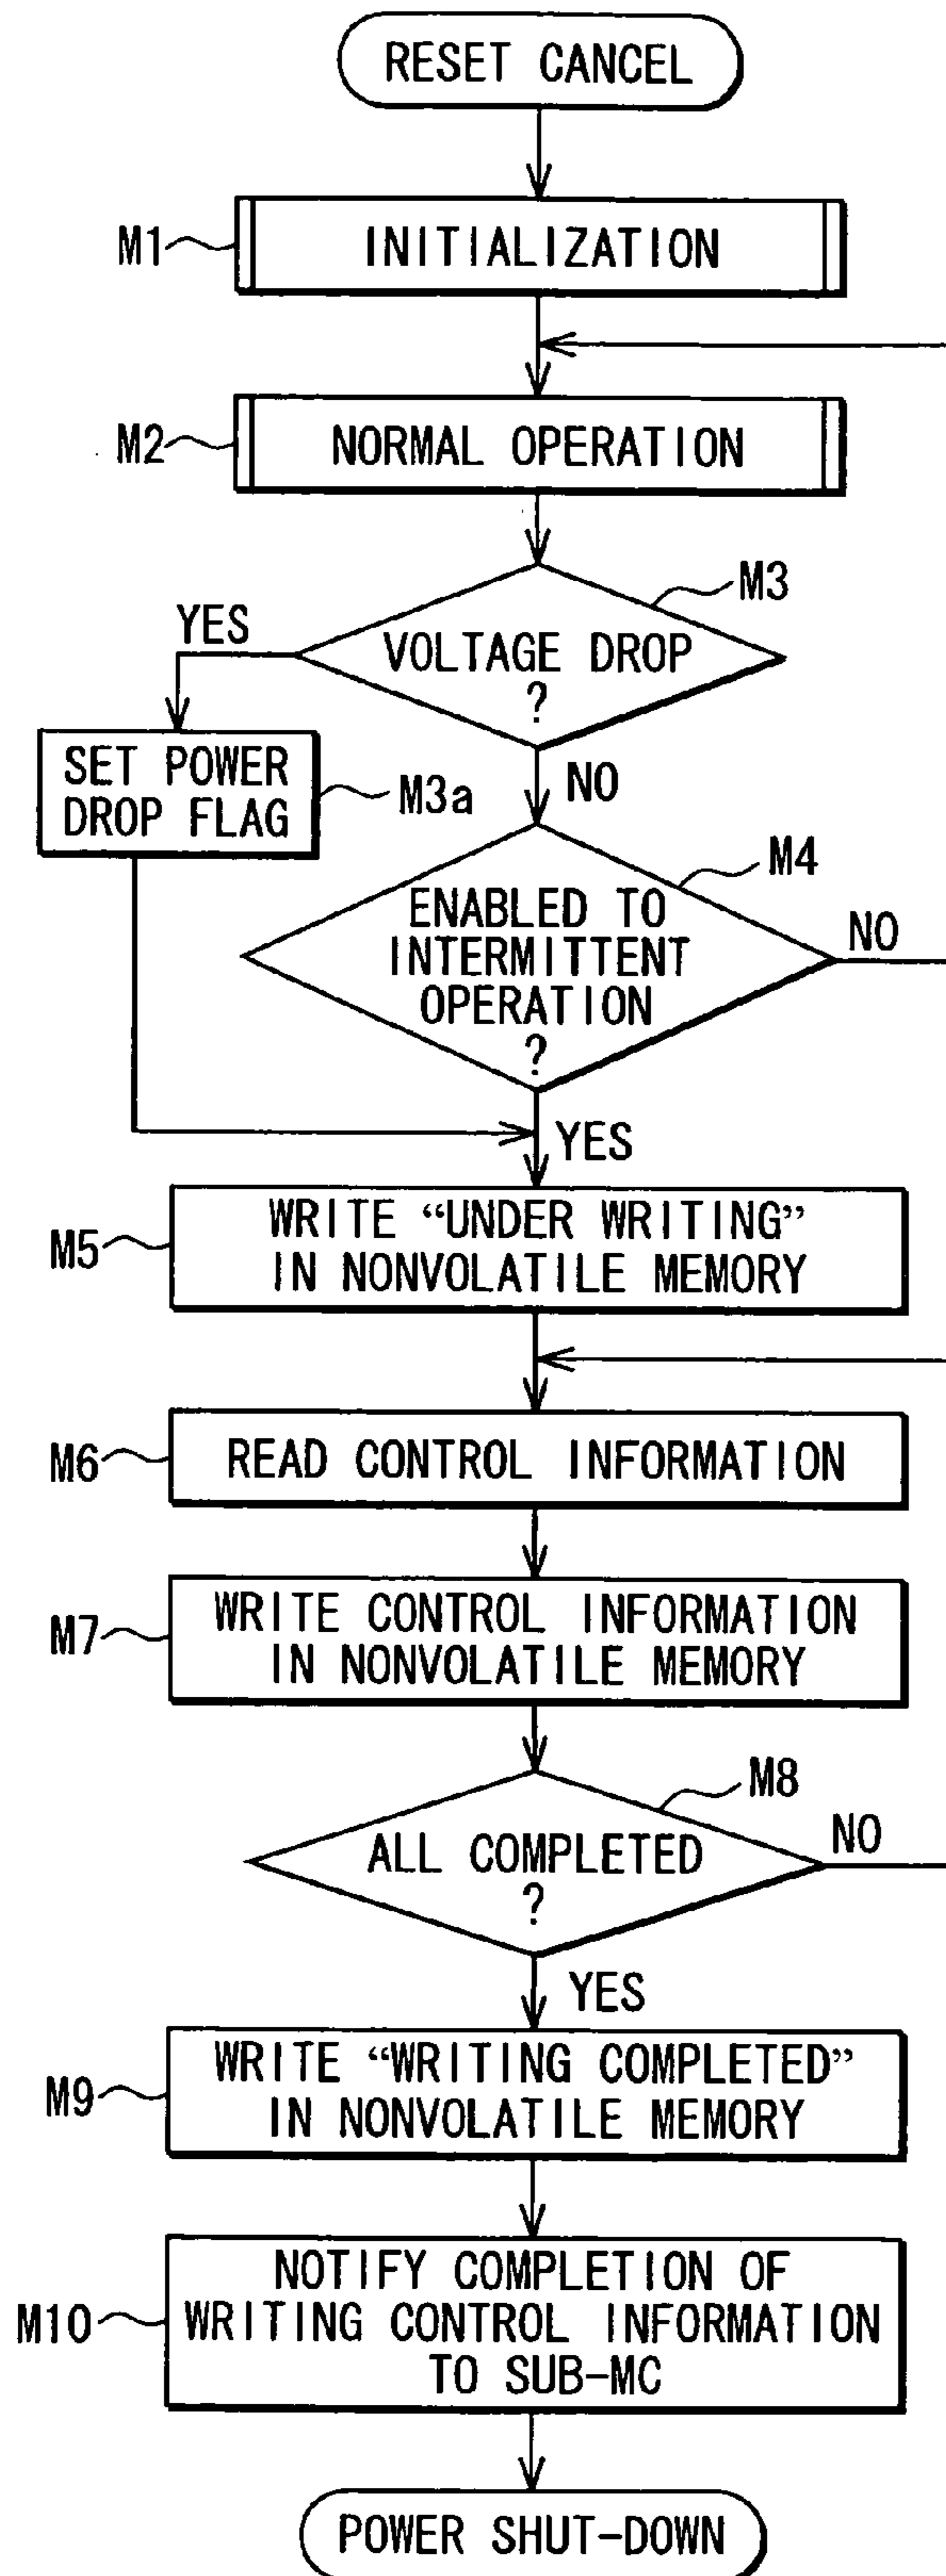 RESET CANCEL
M1
INITIALIZATION
M2
NORMAL OPERATION
M3
YES
VOLTAGE DROP
?
SET POWER
DROP FLAG
M3a
NO
M4
ENABLED TO
INTERMITTENT
OPERATION
?
NO
YES
M5
WRITE “UNDER WRITING”
IN NONVOLATILE MEMORY
M6
READ CONTROL INFORMATION
M7
WRITE CONTROL INFORMATION
IN NONVOLATILE MEMORY
M8
ALL COMPLETED
?
NO
YES
M9
WRITE “WRITING COMPLETED”
IN NONVOLATILE MEMORY
M10
NOTIFY COMPLETION OF
WRITING CONTROL INFORMATION
TO SUB-MC
POWER SHUT-DOWN